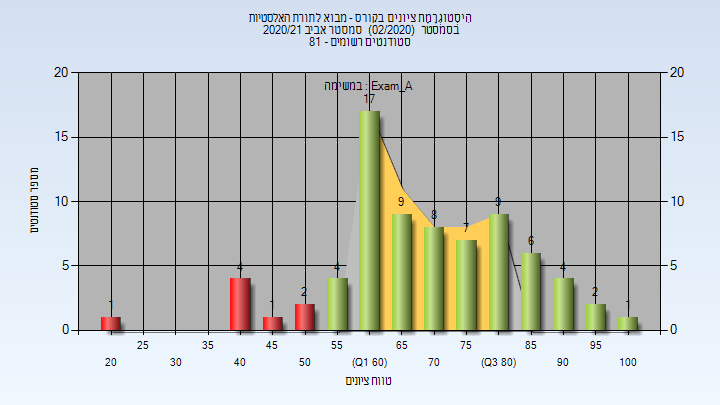 היסטוגרמת ציונים בקורס - מבוא לתורת האלסטיות
בסמסטר (02/2020) סמסטר אביב 2020/21
סטודנטים רשומים - 81
במשימה : Exam_A
20 20
15 15
10 10
5 5
0 0
מספר סטודנטים
1 4 1 2 4 17 9 8 7 9 6 4 2 1
25 35 45 55 65 75 85 95
20 30 40 50 (Q1 60) 70 (Q3 80) 90 100
טווח ציונים